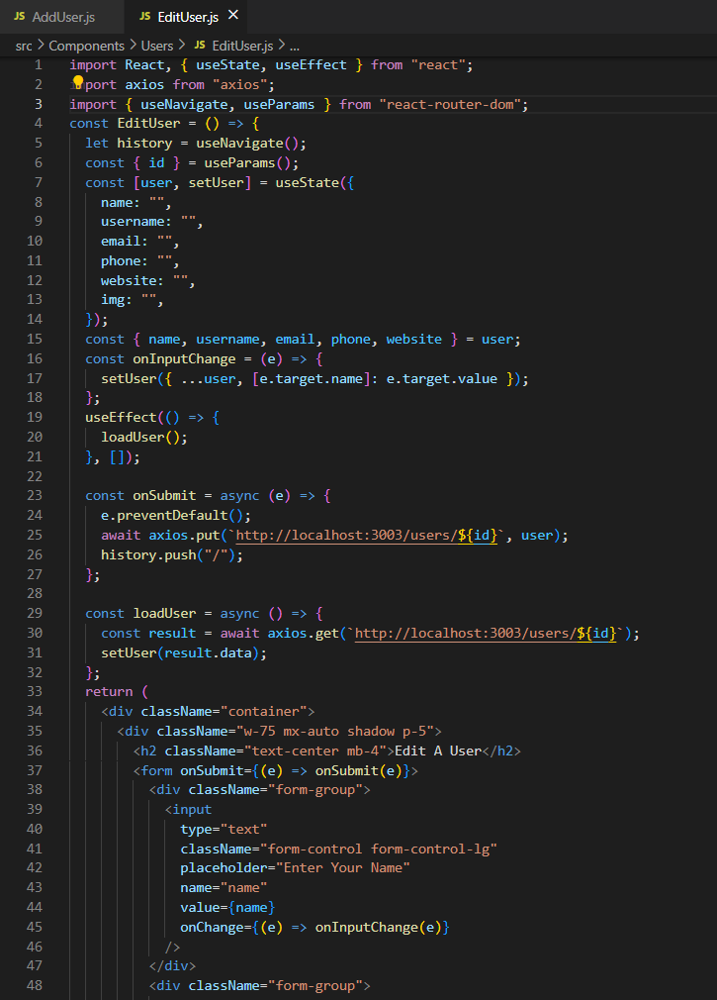 JS AddUser.js JS EditUser.js ×
src > Components > Users > JS EditUser.js > ...
1 import React, { useState, useEffect } from "react";
2 import axios from "axios";
3 import { useNavigate, useParams } from "react-router-dom";
4 const EditUser = () => {
5 let history = useNavigate();
6 const { id } = useParams();
7 const [user, setUser] = useState({
8 name: "",
9 username: "",
10 email: "",
11 phone: "",
12 website: "",
13 img: "",
14 });
15 const { name, username, email, phone, website } = user;
16 const onInputChange = (e) => {
17 setUser({ ...user, [e.target.name]: e.target.value });
18 };
19 useEffect(() => {
20 loadUser();
21 }, []);
22
23 const onSubmit = async (e) => {
24 e.preventDefault();
25 await axios.put(`http://localhost:3003/users/${id}`, user);
26 history.push("/");
27 };
28
29 const loadUser = async () => {
30 const result = await axios.get(`http://localhost:3003/users/${id}`);
31 setUser(result.data);
32 };
33 return (
34 <div className="container">
35 <div className="w-75 mx-auto shadow p-5">
36 <h2 className="text-center mb-4">Edit A User</h2>
37 <form onSubmit={(e) => onSubmit(e)}>
38 <div className="form-group">
39 <input
40 type="text"
41 className="form-control form-control-lg"
42 placeholder="Enter Your Name"
43 name="name"
44 value={name}
45 onChange={(e) => onInputChange(e)}
46 />
47 </div>
48 <div className="form-group">